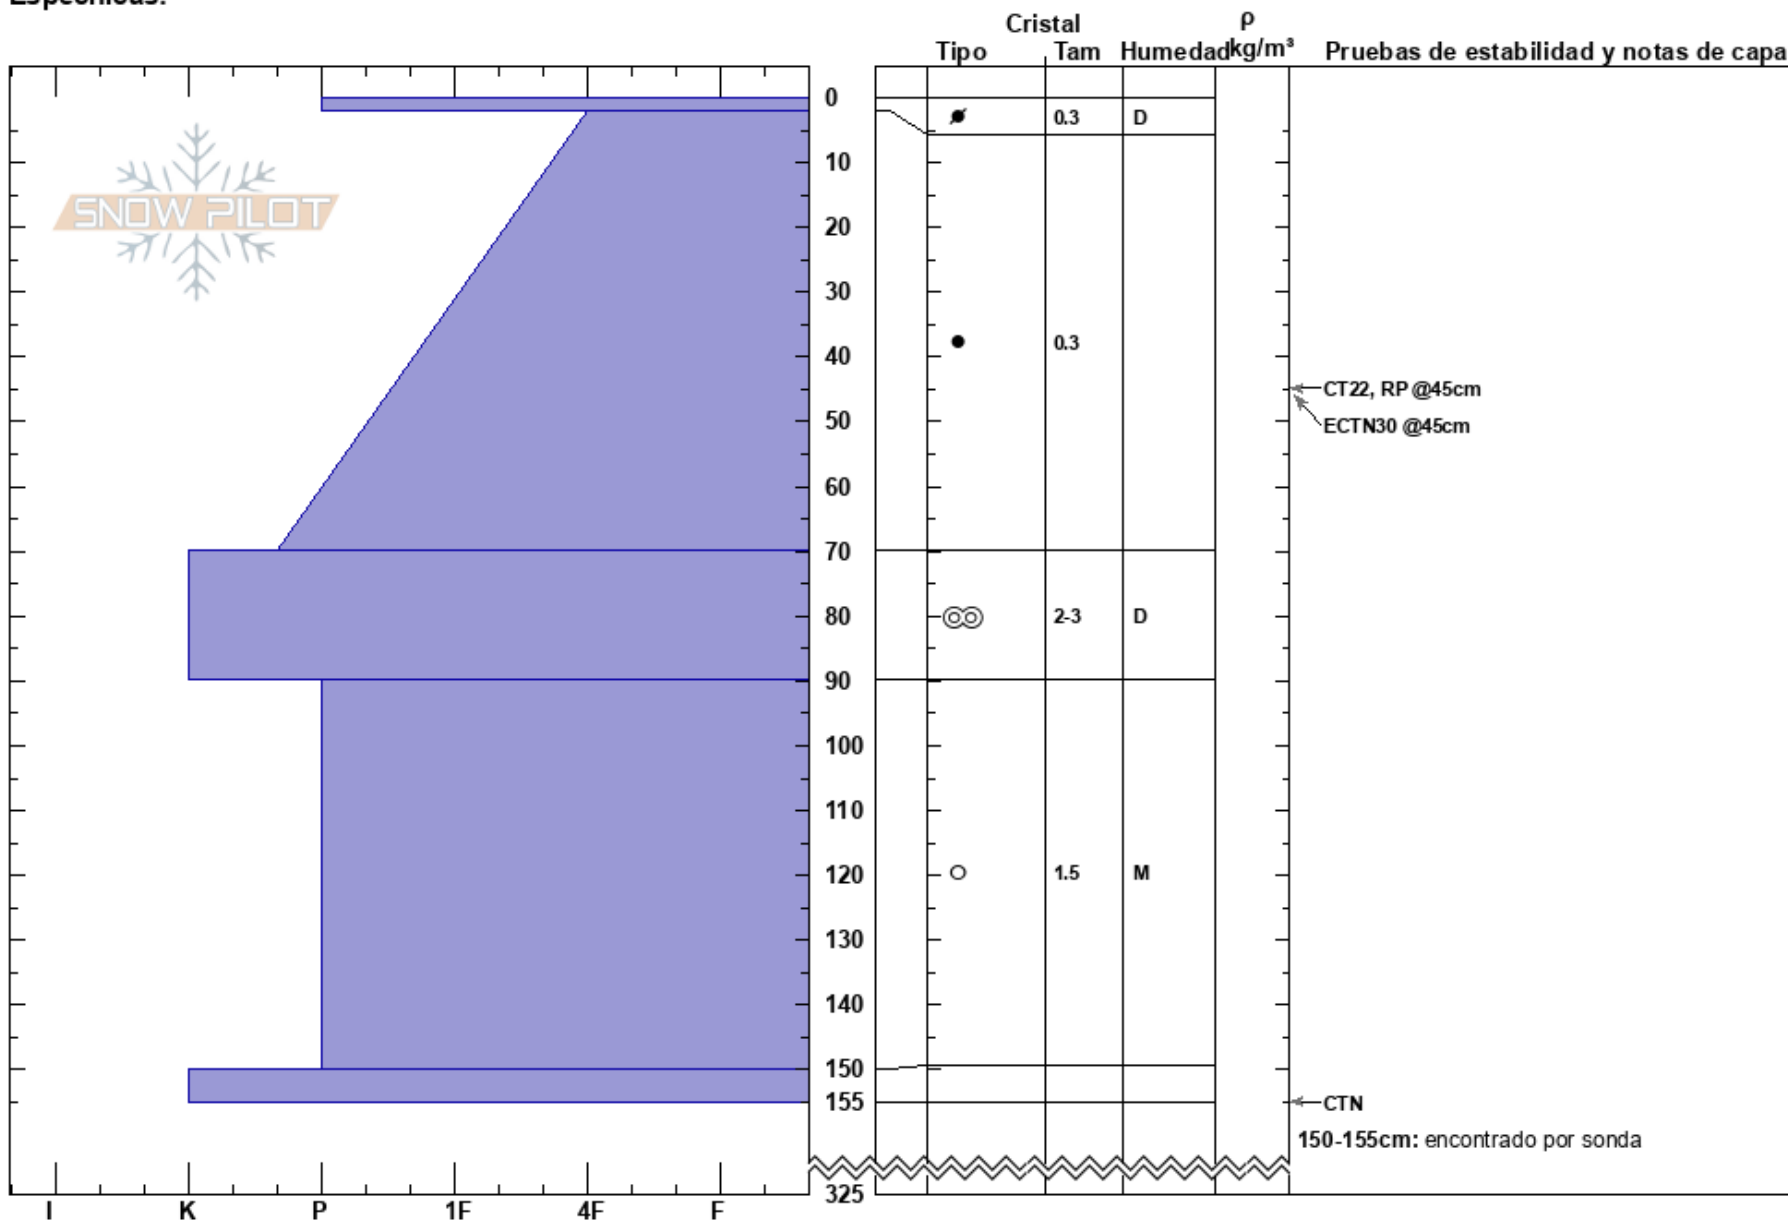 Cristal
ρ
Tipo Tam Humedad kg/m³ Pruebas de estabilidad y notas de capa
0
0.3 D
10
SNOW PILOT
20
30
0.3
40
CT22, RP @45cm
ECTN30 @45cm
50
60
70
80
2-3 D
90
100
110
120
1.5 M
130
140
150
155
CTN
150-155cm: encontrado por sonda
325
I K P 1F 4F F